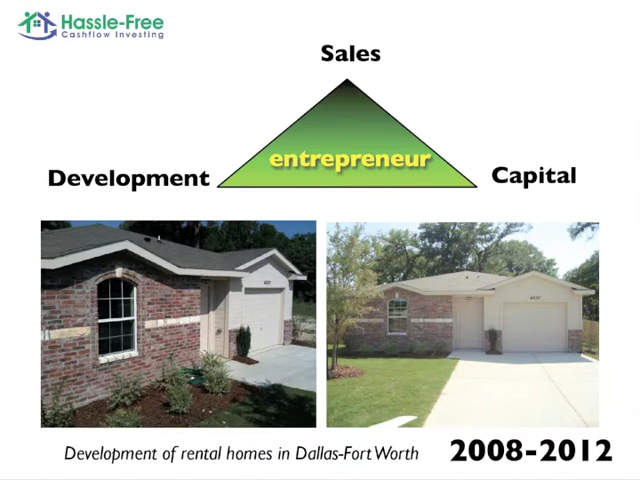 Hassle-Free
Cashflow Investing
Sales
entrepreneur
Development
Capital
Development of rental homes in Dallas-Fort Worth
2008-2012